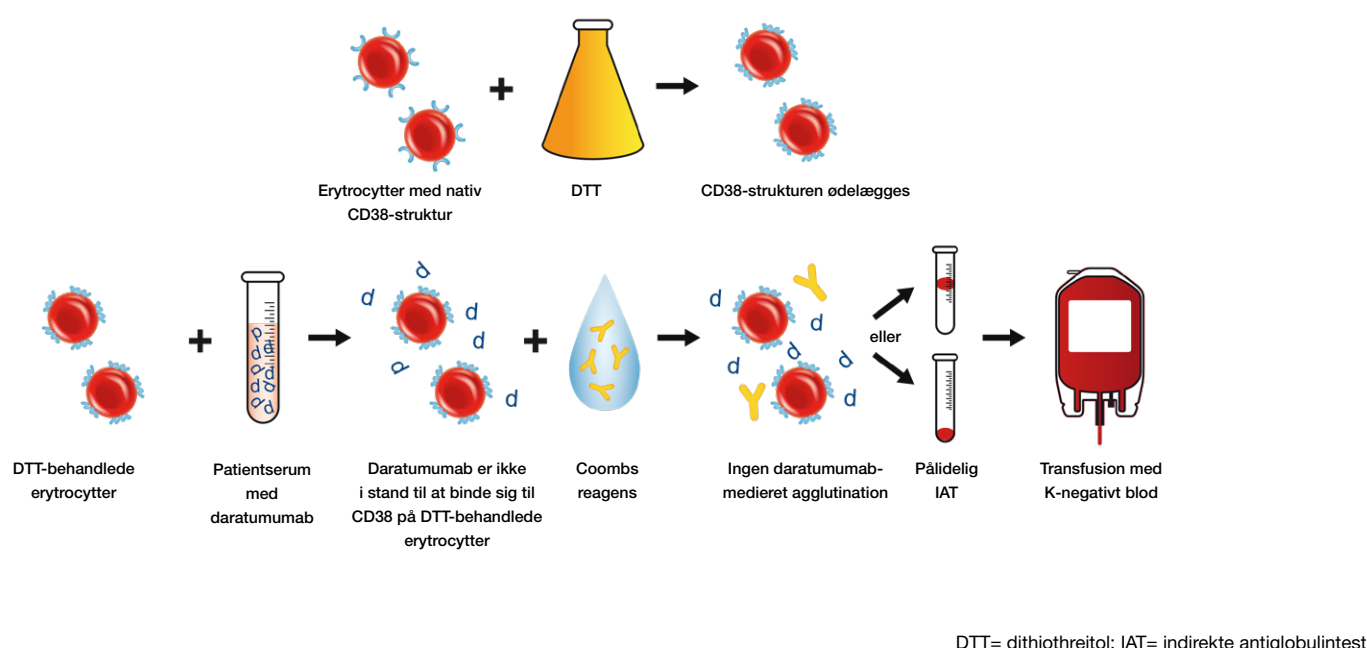 Erytrocytter med nativ
CD38-struktur
DTT
CD38-strukturen ødelægges
d
d
d
d
d
d
d
d
d
d
d
d
eller
DTT-behandlede
erytrocytter
Patientserum
med
daratumumab
Daratumumab er ikke
i stand til at binde sig til
CD38 på DTT-behandlede
erytrocytter
Coombs
reagens
Ingen daratumumab-
medieret agglutination
Pålidelig
IAT
Transfusion med
K-negativt blod
DTT= dithiothreitol; IAT= indirekte antiglobulintest